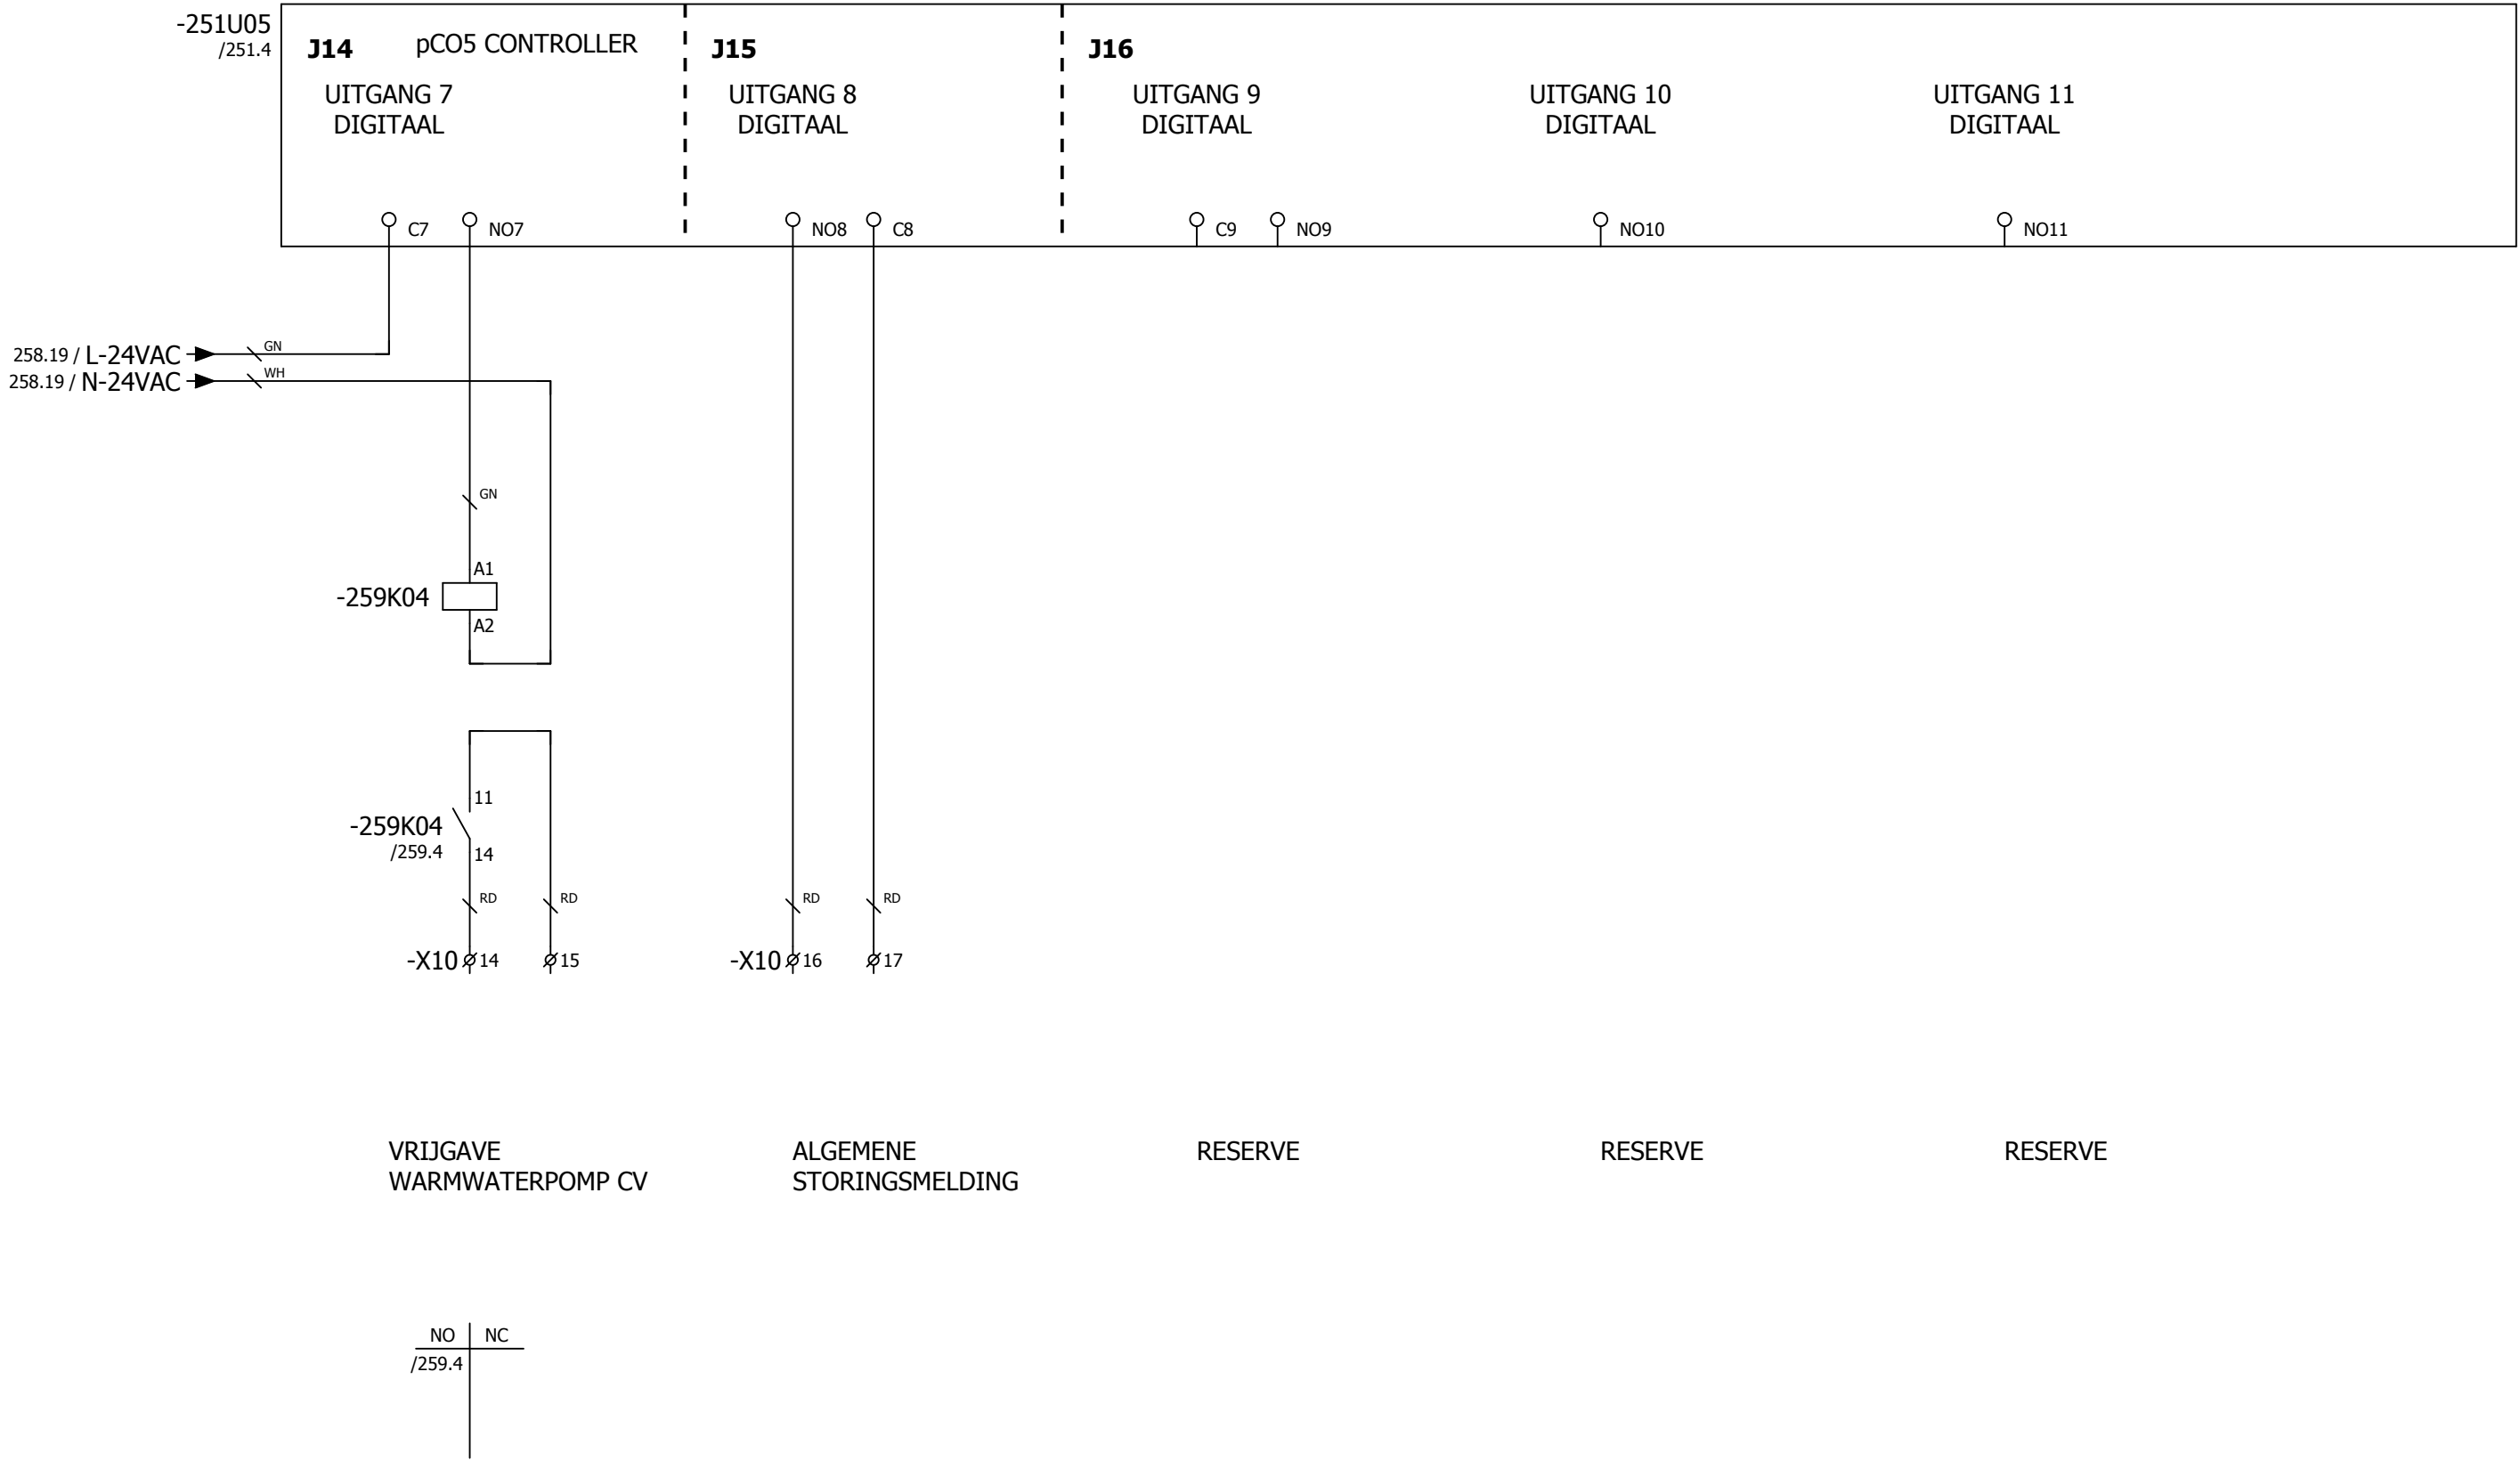 -251U05
/251.4
J14 pCO5 CONTROLLER J15 J16
UITGANG 7 UITGANG 8 UITGANG 9 UITGANG 10 UITGANG 11
DIGITAAL DIGITAAL DIGITAAL DIGITAAL DIGITAAL
C7 NO7 NO8 C8 C9 NO9 NO10 NO11
258.19 / L-24VAC GN
258.19 / N-24VAC WH
GN
A1
-259K04
A2
11
-259K04
/259.4 14
RD RD RD RD
-X10 14 15 -X10 16 17
VRIJGAVE ALGEMENE RESERVE RESERVE RESERVE
WARMWATERPOMP CV STORINGSMELDING
NO NC
/259.4